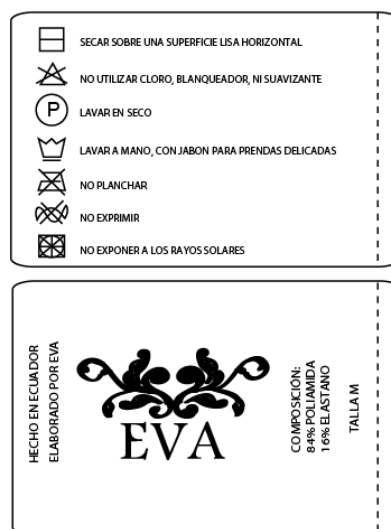 SECAR SOBRE UNA SUPERFICIE LISA HORIZONTAL
NO UTILIZAR CLORO, BLANQUEADOR, NI SUAVIZANTE
P
LAVAR EN SECO
LAVAR A MANO, CON JABON PARA PRENDAS DELICADAS
NO PLANCHAR
NO EXPRIMIR
NO EXPONER A LOS RAYOS SOLARES
HECHO EN ECUADOR
ELABORADO POR EVA
EVA
COMPOSICIÓN:
84% POLIAMIDA
16% ELASTANO
TALLA M